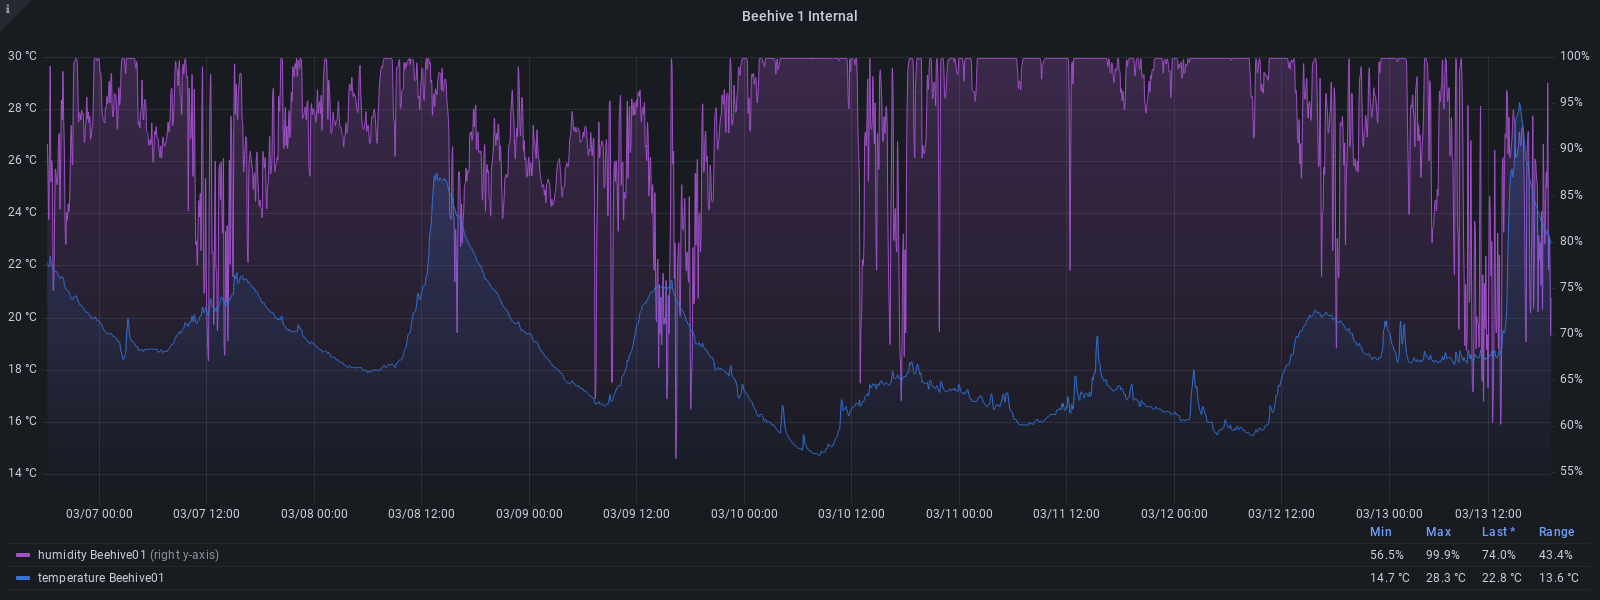 i
Beehive 1 Internal
30 °C 100%
28 °C 95%
26 °C 90%
24 °C 85%
22 °C 80%
20 °C 75%
18 °C 70%
16 °C 65%
14 °C 60%
55%
03/07 00:00 03/07 12:00 03/08 00:00 03/08 12:00 03/09 00:00 03/09 12:00 03/10 00:00 03/10 12:00 03/11 00:00 03/11 12:00 03/12 00:00 03/12 12:00 03/13 00:00 03/13 12:00
Min Max Last * Range
humidity Beehive01 (right y-axis) 56.5% 99.9% 74.0% 43.4%
temperature Beehive01 14.7 °C 28.3 °C 22.8 °C 13.6 °C